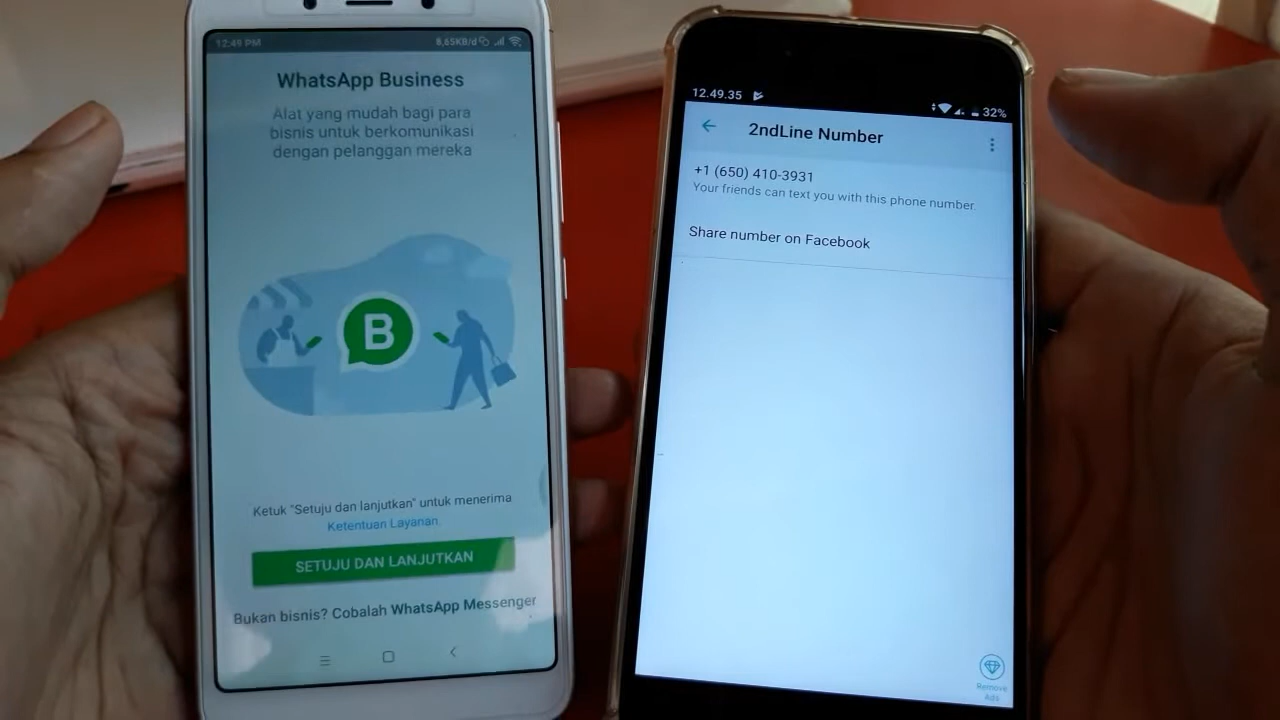 12:49 PM
8,65KB/d
WhatsApp Business
Alat yang mudah bagi para
bisnis untuk berkomunikasi
dengan pelanggan mereka
B
Ketuk "Setuju dan lanjutkan" untuk menerima
Ketentuan Layanan.
SETUJU DAN LANJUTKAN
Bukan bisnis? Cobalah WhatsApp Messenger
12.49.35
32%
2ndLine Number
+1 (650) 410-3931
Your friends can text you with this phone number.
Share number on Facebook
Remove
Ads